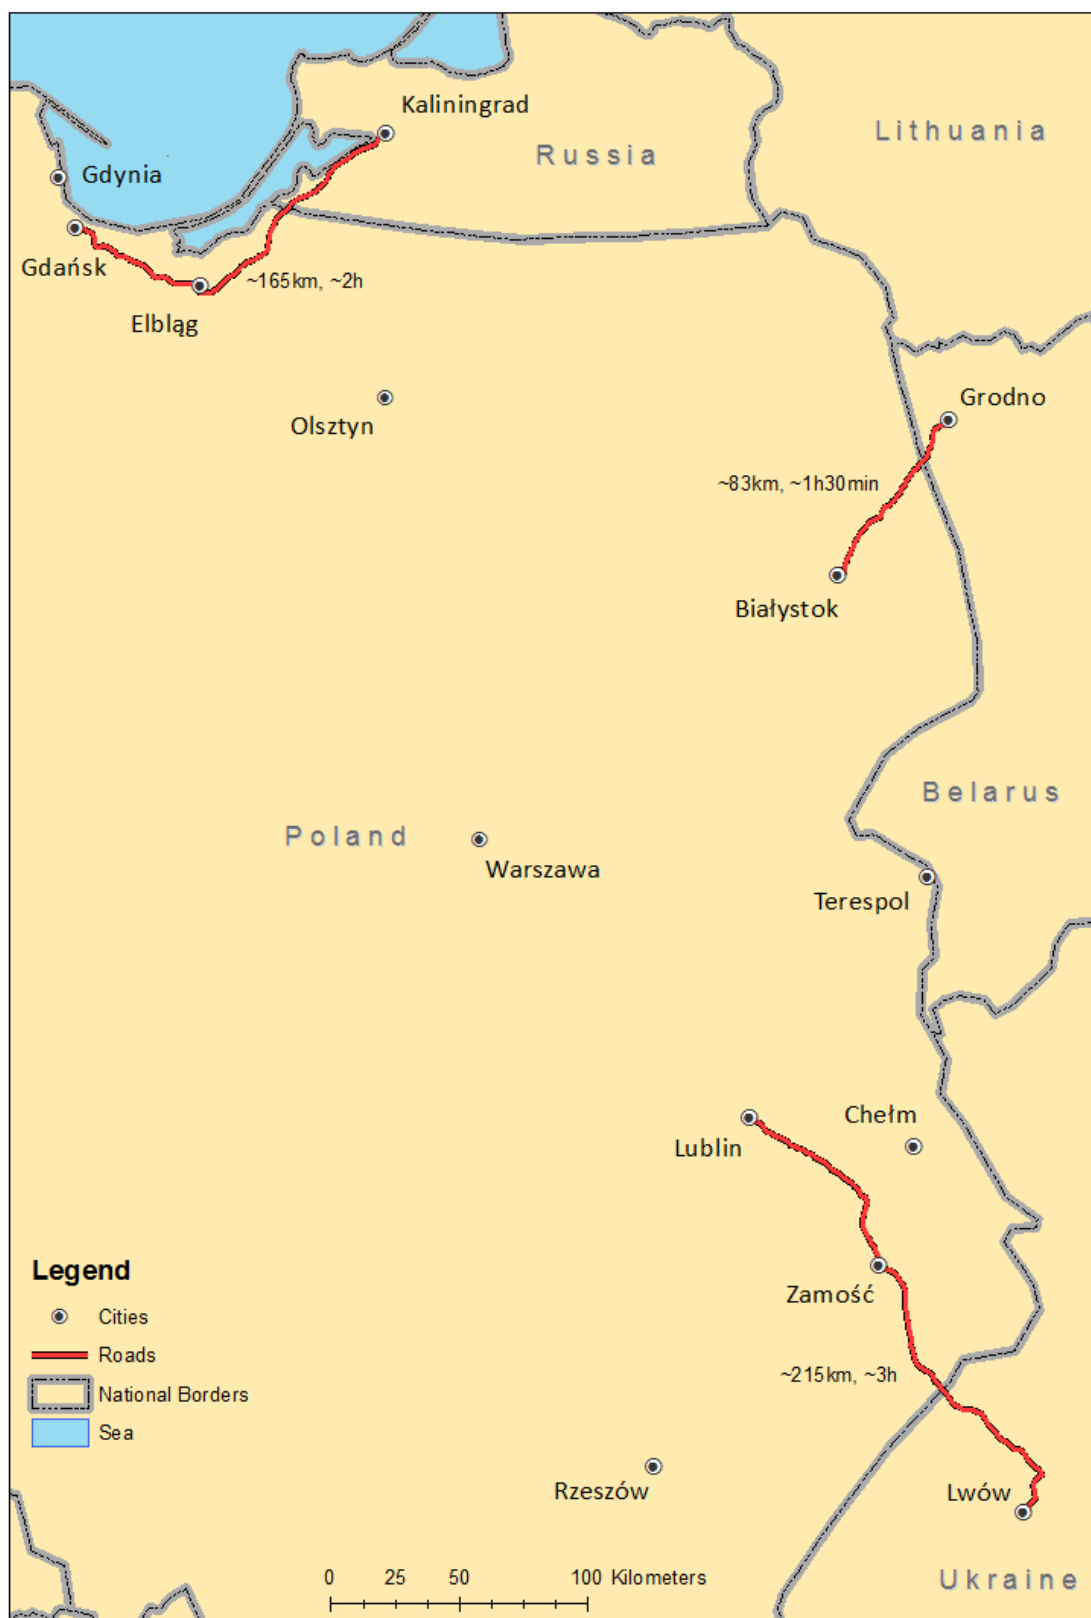 Kaliningrad
Lithuania
Russia
Gdynia
Gdańsk
~165km, ~2h
Elbląg
Grodno
Olsztyn
~83km, ~1h30min
Białystok
Belarus
Poland
Warszawa
Terespol
Chełm
Lublin
Legend
Zamość
Cities
Roads
~215km, ~3h
National Borders
Sea
Rzeszów
Lwów
0 25 50 100 Kilometers
Ukraine